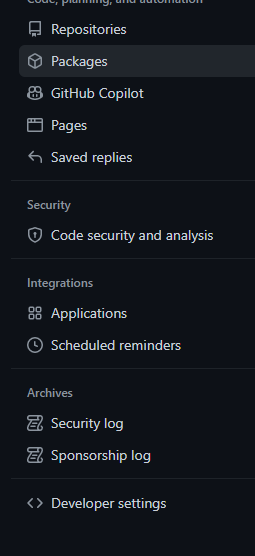 Code, planning, and automation
Repositories
Packages
GitHub Copilot
Pages
Saved replies
Security
Code security and analysis
Integrations
Applications
Scheduled reminders
Archives
Security log
Sponsorship log
Developer settings